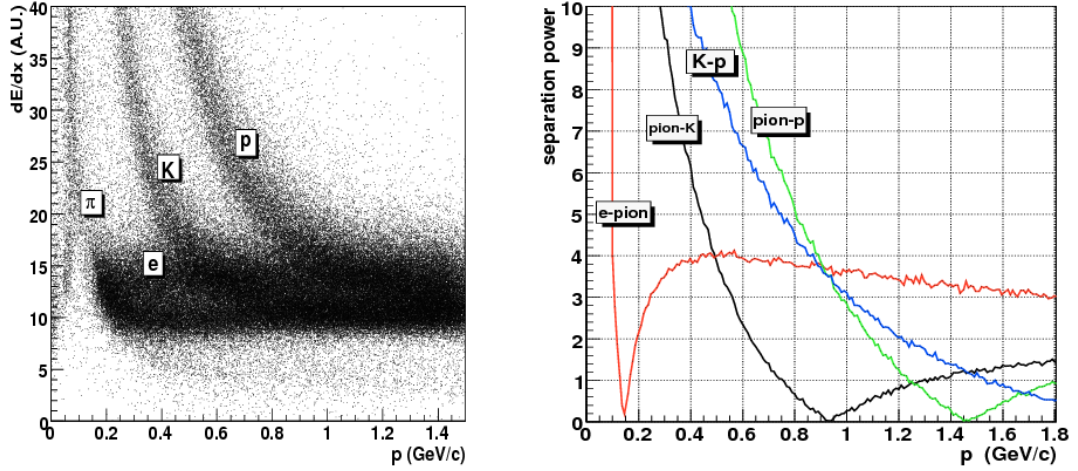 dE/dx (A.U.)
40
35
30
25
20
15
10
5
0
π
K
p
e
0 0.2 0.4 0.6 0.8 1 1.2 1.4
p (GeV/c)
separation power
10
9
8
7
6
5
4
3
2
1
0
K-p
pion-K
pion-p
e-pion
0 0.2 0.4 0.6 0.8 1 1.2 1.4 1.6 1.8
p (GeV/c)